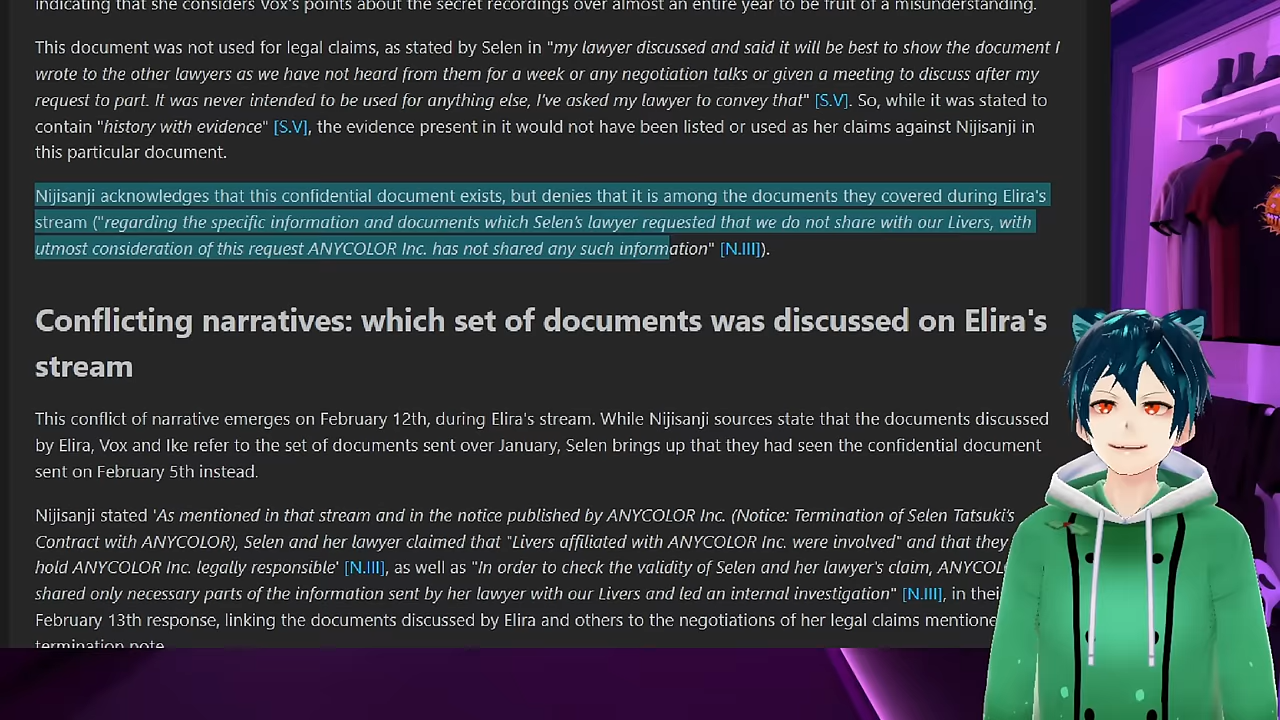 indicating that she considers Vox's points about the secret recordings over almost an entire year to be fruit of a misunderstanding.
This document was not used for legal claims, as stated by Selen in "my lawyer discussed and said it will be best to show the document I
wrote to the other lawyers as we have not heard from them for a week or any negotiation talks or given a meeting to discuss after my
request to part. It was never intended to be used for anything else, I've asked my lawyer to convey that" [S.V]. So, while it was stated to
contain "history with evidence" [S.V], the evidence present in it would not have been listed or used as her claims against Nijisanji in
this particular document.
Nijisanji acknowledges that this confidential document exists, but denies that it is among the documents they covered during Elira's
stream ("regarding the specific information and documents which Selen's lawyer requested that we do not share with our Livers, with
utmost consideration of this request ANYCOLOR Inc. has not shared any such information" [N.III]).
Conflicting narratives: which set of documents was discussed on Elira's
stream
This conflict of narrative emerges on February 12th, during Elira's stream. While Nijisanji sources state that the documents discussed
by Elira, Vox and Ike refer to the set of documents sent over January, Selen brings up that they had seen the confidential document
sent on February 5th instead.
Nijisanji stated 'As mentioned in that stream and in the notice published by ANYCOLOR Inc. (Notice: Termination of Selen Tatsuki's
Contract with ANYCOLOR), Selen and her lawyer claimed that "Livers affiliated with ANYCOLOR Inc. were involved" and that they
hold ANYCOLOR Inc. legally responsible' [N.III], as well as "In order to check the validity of Selen and her lawyer's claim, ANYCOL
shared only necessary parts of the information sent by her lawyer with our Livers and led an internal investigation" [N.III], in thei
February 13th response, linking the documents discussed by Elira and others to the negotiations of her legal claims mentione
termination note.